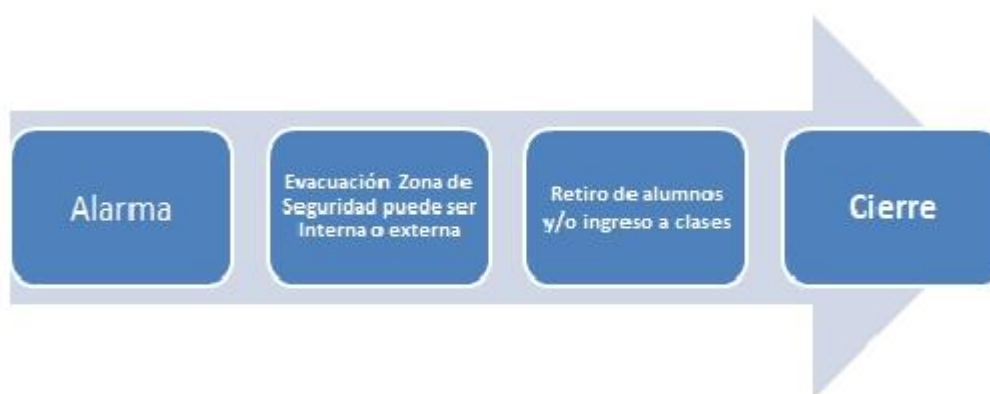 Alarma
Evacuación Zona de
Seguridad puede ser
Interna o externa
Retiro de alumnos
y/o ingreso a clases
Cierre